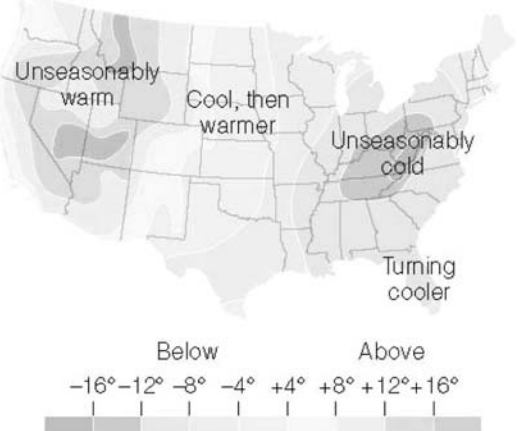 Unseasonably
warm
Cool, then
warmer
Unseasonably
cold
Turning
cooler
Below Above
–16° –12° –8° –4° +4° +8° +12° +16°